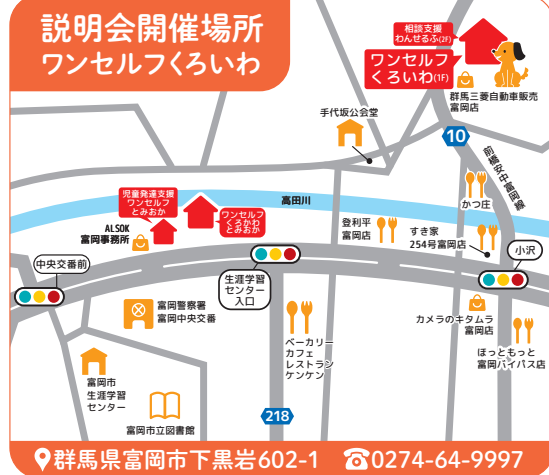 説明会開催場所
ワンセルフくろいわ
相談支援
わんせるふ(2F)
ワンセルフ
くろいわ(1F)
群馬三菱自動車販売
富岡店
手代坂公会堂
10
前橋安中富岡線
かつ庄
児童発達支援
ワンセルフ
とみおか
ワンセルフ
くろかわ
とみおか
高田川
ALSOK
富岡事務所
登利平
富岡店
すき家
254号富岡店
中央交番前
生涯学習
センター
入口
小沢
富岡警察署
富岡中央交番
カメラのキタムラ
富岡店
ベーカリー
カフェ
レストラン
ケンケン
ほっともっと
富岡バイパス店
富岡市
生涯学習
センター
富岡市立図書館
218
群馬県富岡市下黒岩602-1
0274-64-9997